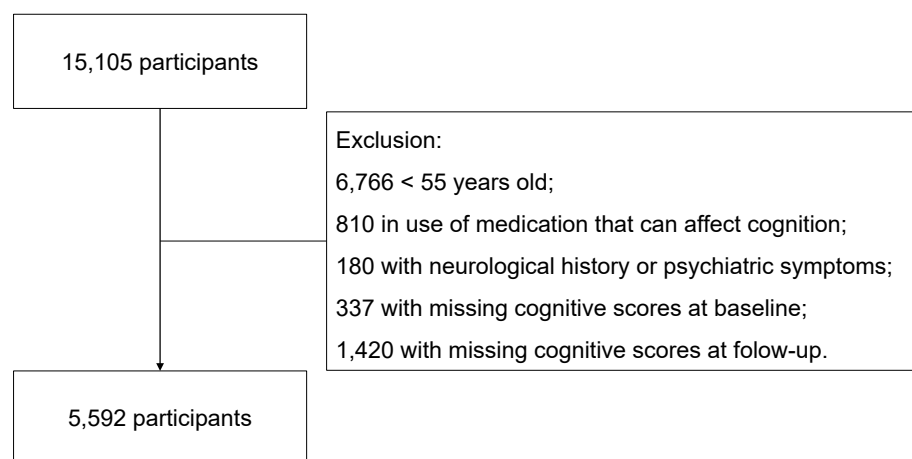 15,105 participants
Exclusion:
6,766 < 55 years old;
810 in use of medication that can affect cognition;
180 with neurological history or psychiatric symptoms;
337 with missing cognitive scores at baseline;
1,420 with missing cognitive scores at folow-up.
5,592 participants